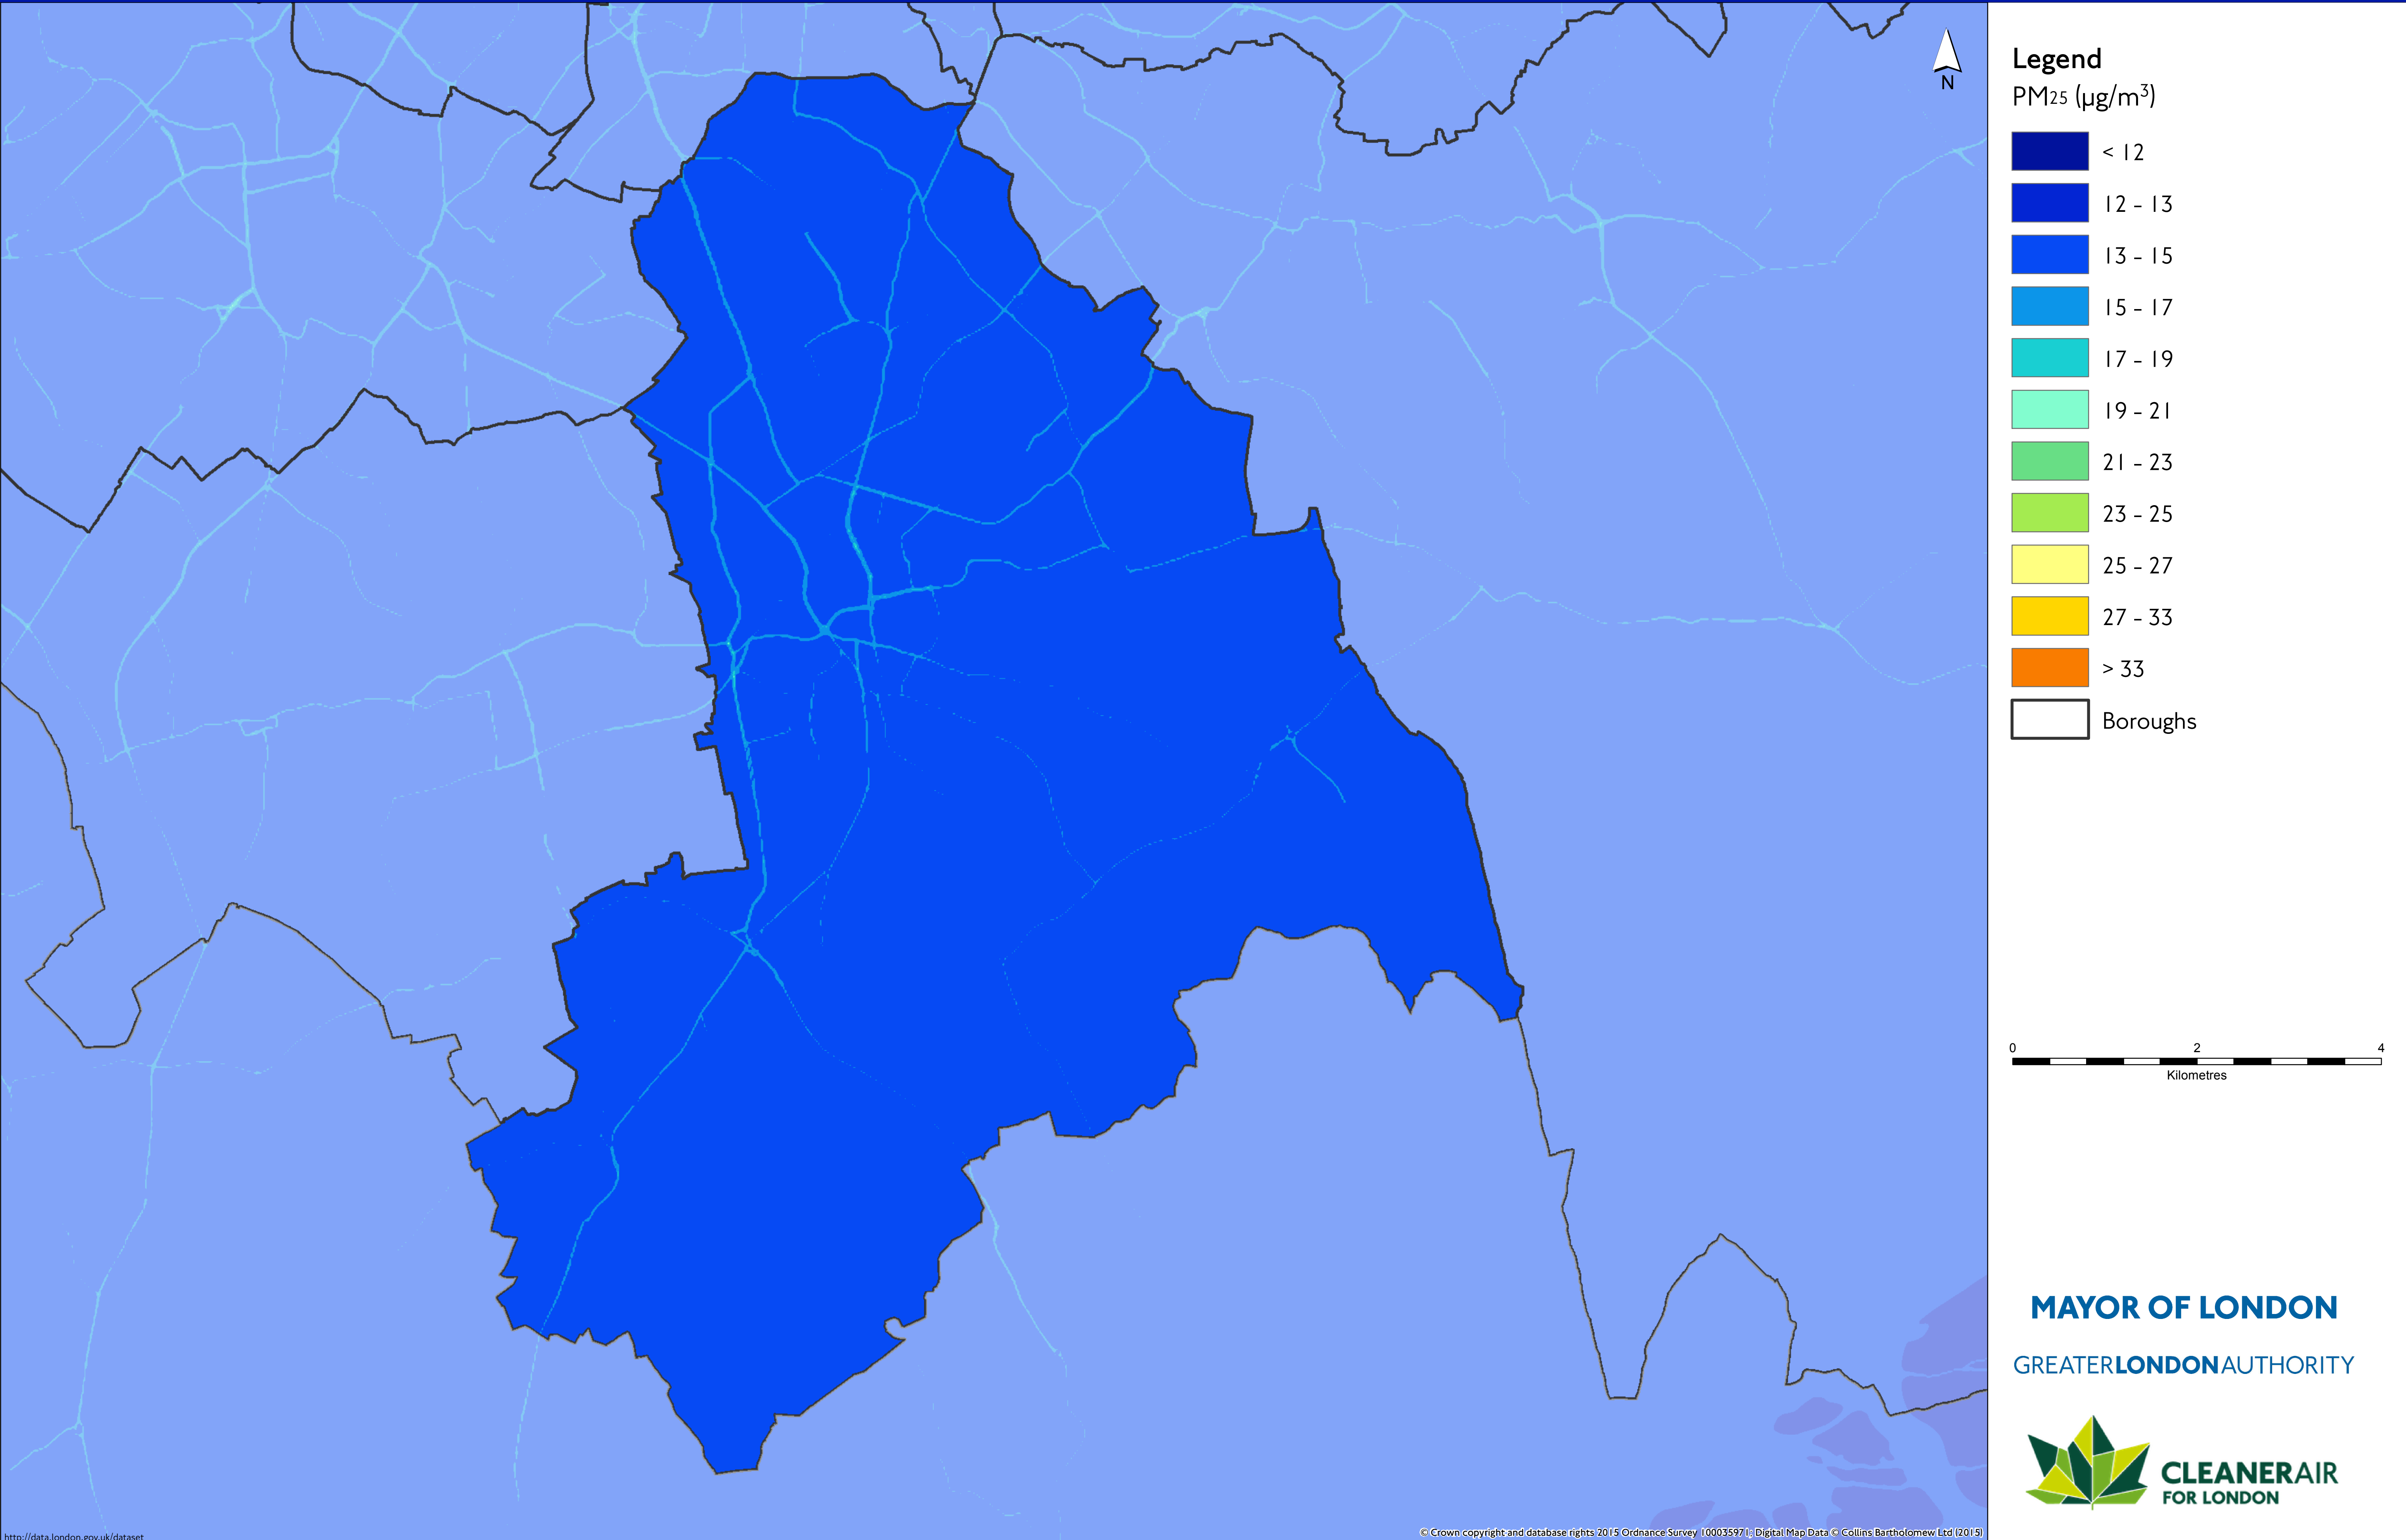 N
Legend
PM25 (µg/m3)
< 12
12 - 13
13 - 15
15 - 17
17 - 19
19 - 21
21 - 23
23 - 25
25 - 27
27 - 33
> 33
Boroughs
0 2 4
Kilometres
MAYOR OF LONDON
GREATERLONDONAUTHORITY
CLEANERAIR
FOR LONDON
http://data.london.gov.uk/dataset
© Crown copyright and database rights 2015 Ordnance Survey 100035971; Digital Map Data © Collins Bartholomew Ltd (2015)